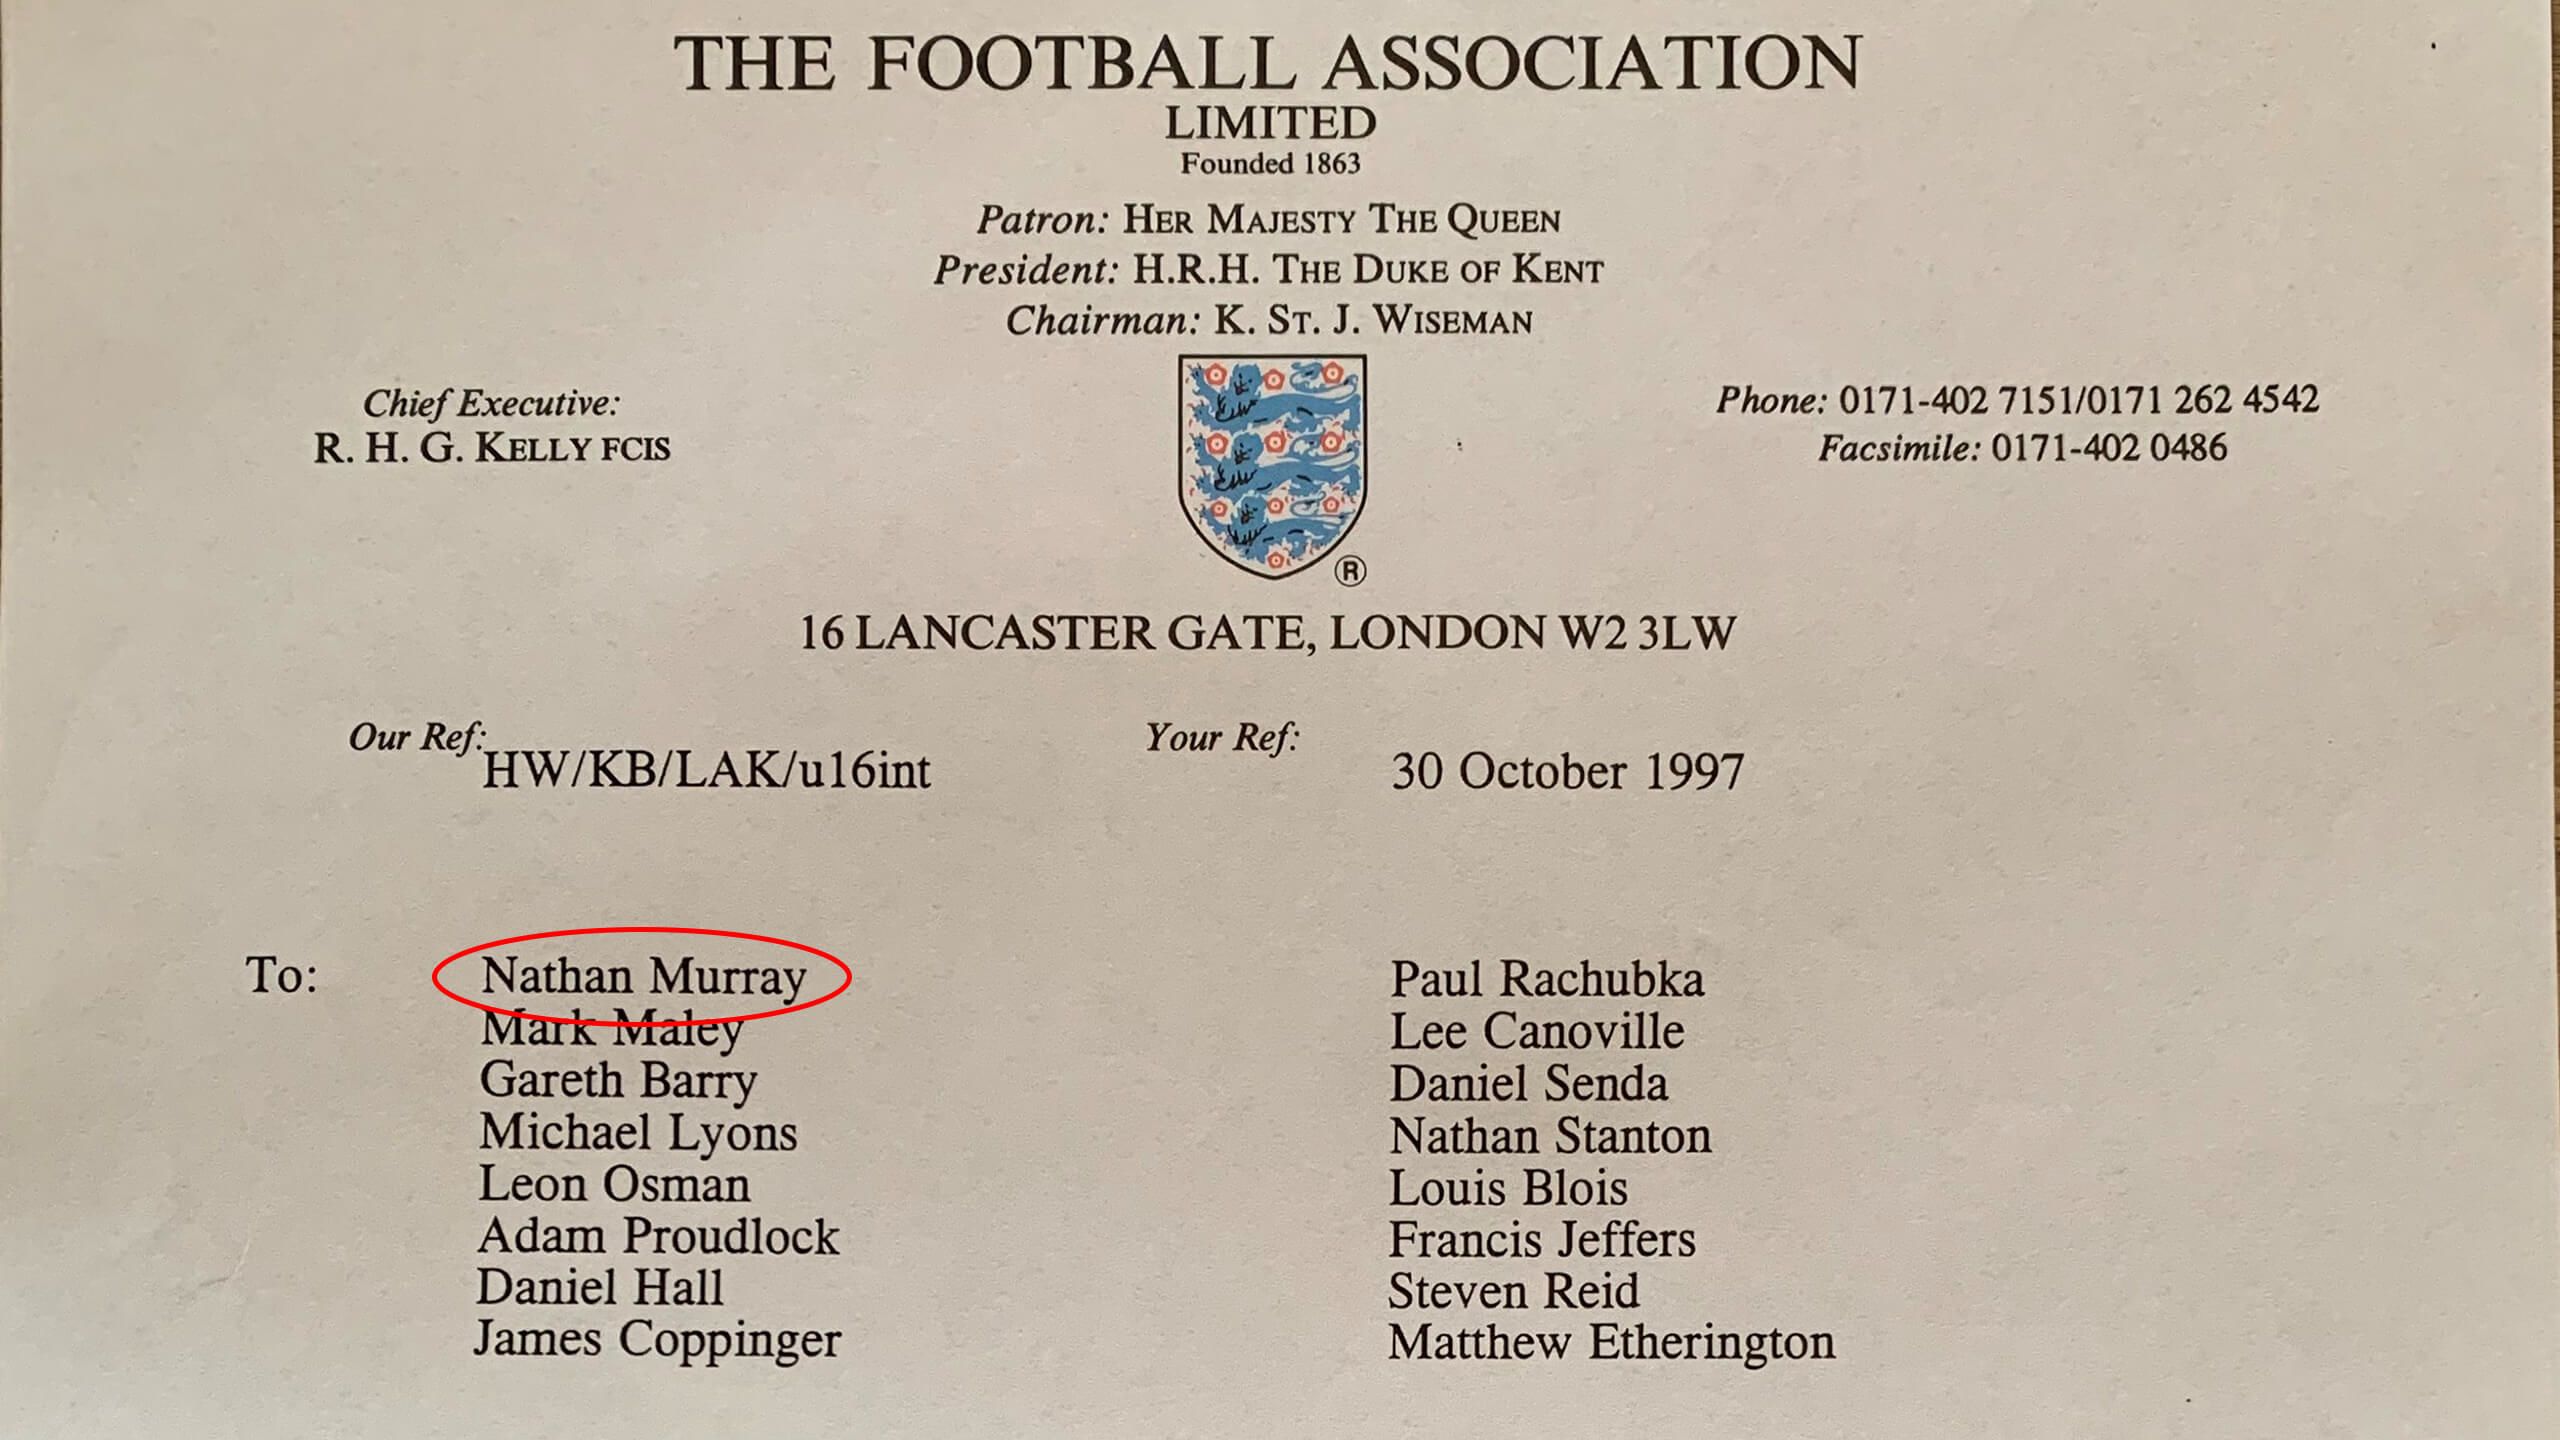 THE FOOTBALL ASSOCIATION
LIMITED
Founded 1863
Patron: HER MAJESTY THE QUEEN
President: H.R.H. THE DUKE OF KENT
Chairman: K. ST. J. WISEMAN
Chief Executive:
R. H. G. KELLY FCIS
Phone: 0171-402 7151/0171 262 4542
Facsimile: 0171-402 0486
®
16 LANCASTER GATE, LONDON W2 3LW
Our Ref: HW/KB/LAK/u16int
Your Ref:
30 October 1997
To:
Nathan Murray
Mark Maley
Gareth Barry
Michael Lyons
Leon Osman
Adam Proudlock
Daniel Hall
James Coppinger
Paul Rachubka
Lee Canoville
Daniel Senda
Nathan Stanton
Louis Blois
Francis Jeffers
Steven Reid
Matthew Etherington